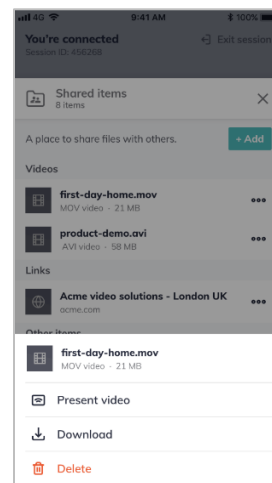 4G 9:41 AM 100%
You're connected
Exit session
Session ID: 456268
Shared items
8 items
A place to share files with others.
+ Add
Videos
first-day-home.mov
MOV video - 21 MB
product-demo.avi
AVI video - 58 MB
Links
Acme video solutions - London UK
acme.com
Other items
first-day-home.mov
MOV video - 21 MB
Present video
Download
Delete